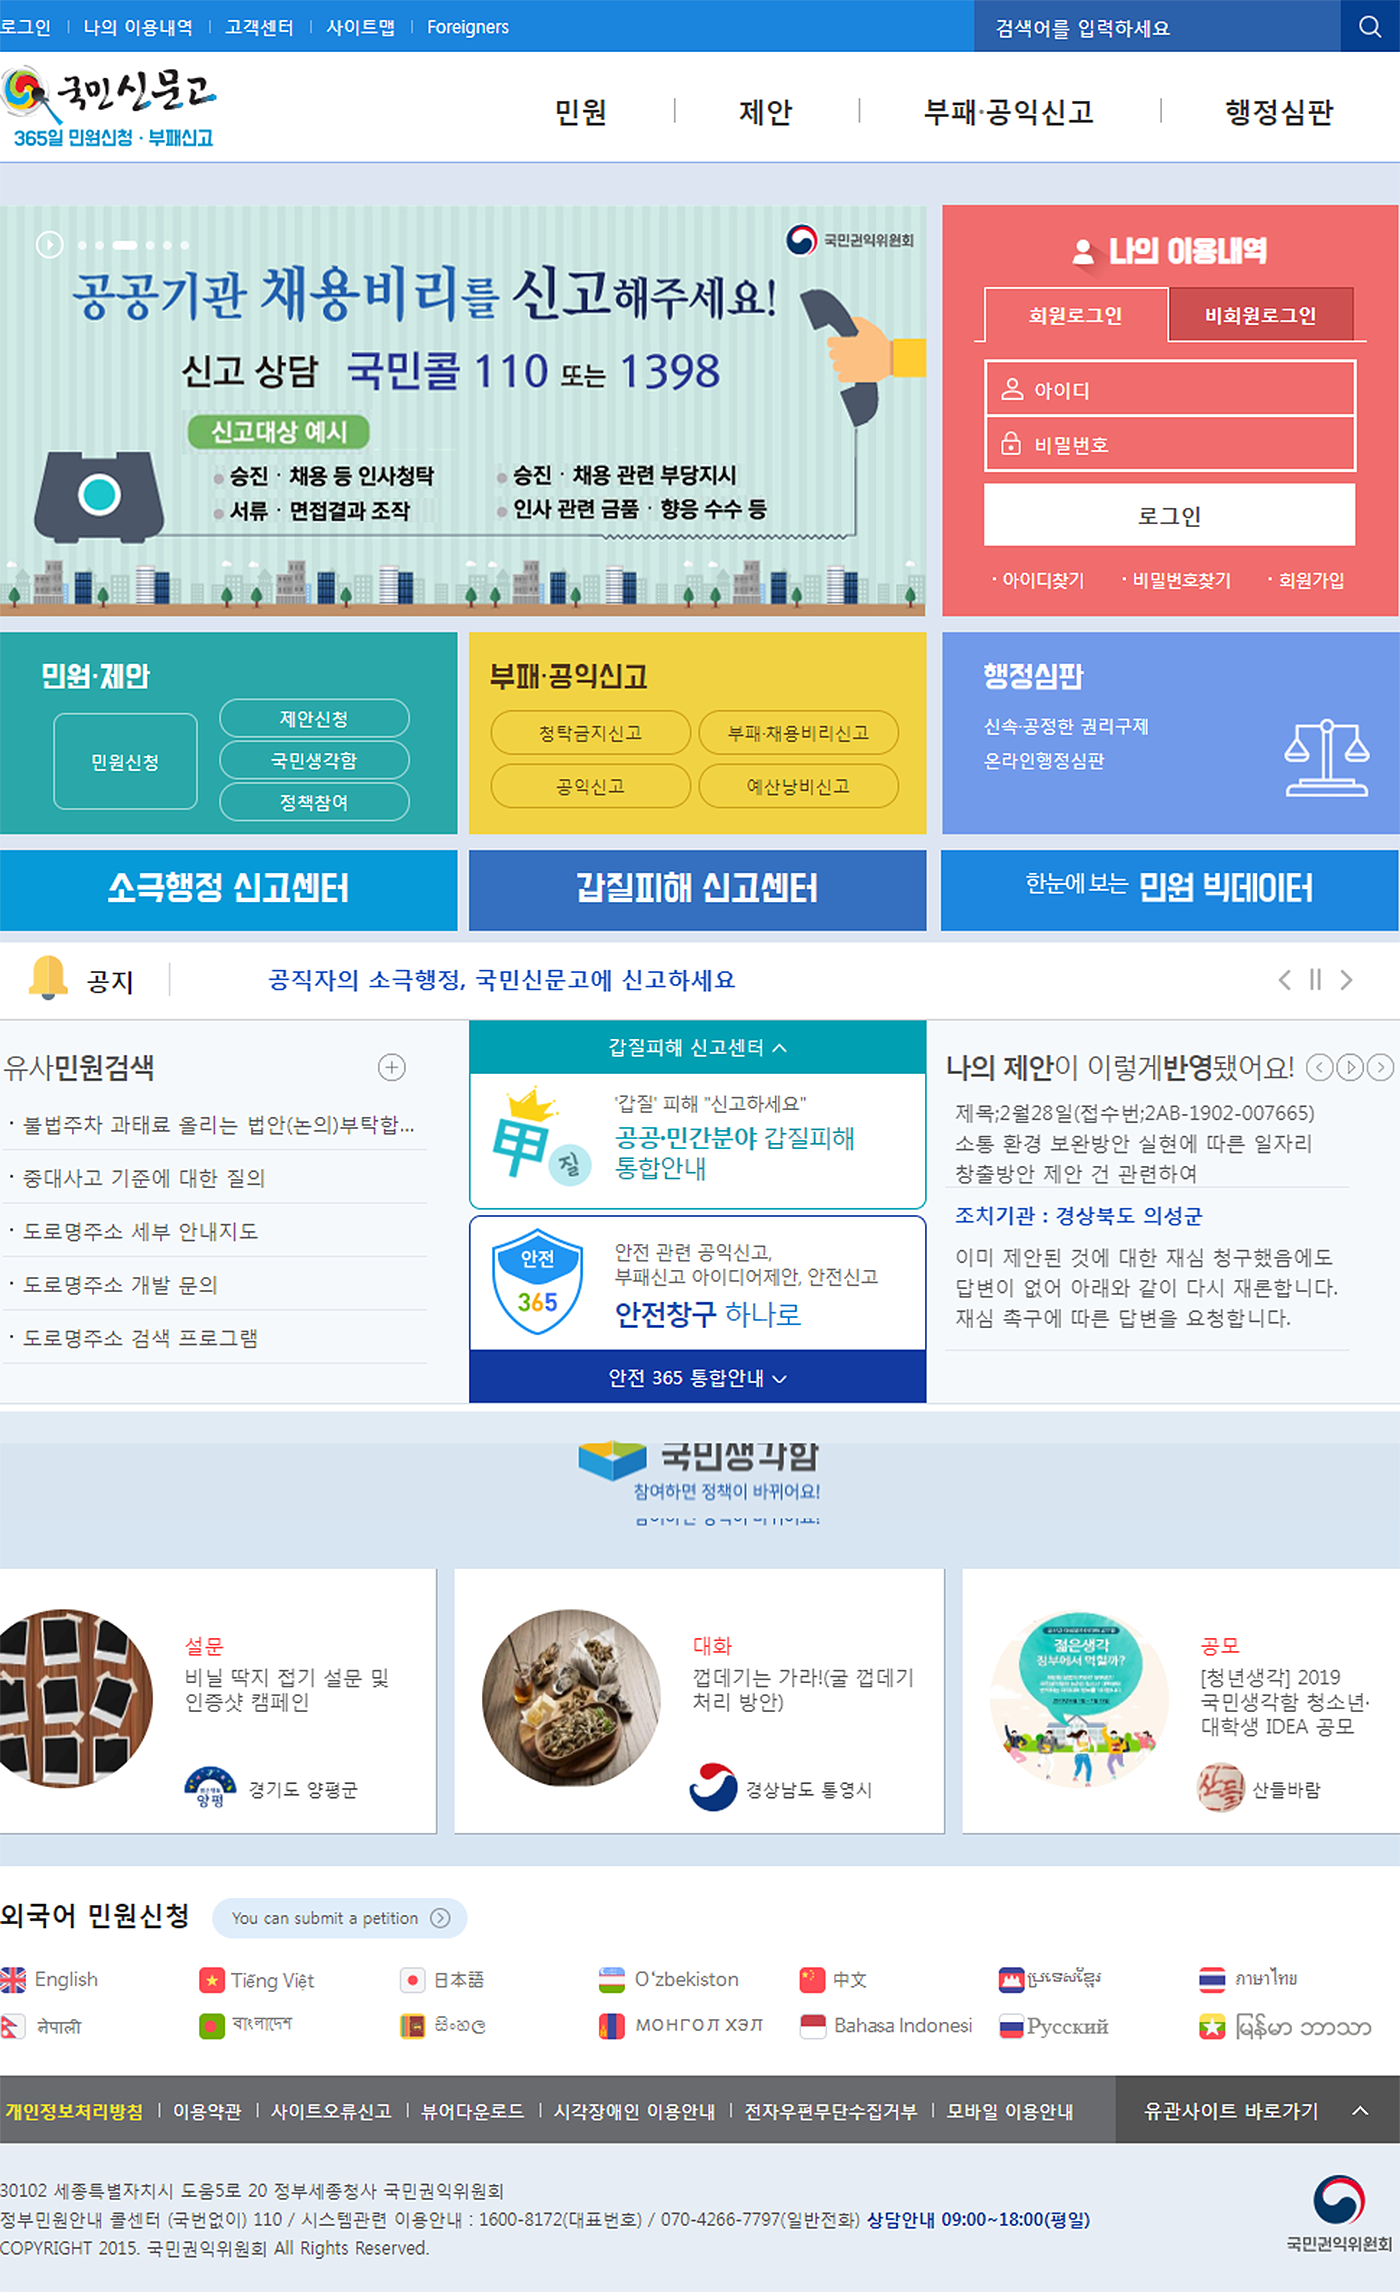 로그인 | 나의 이용내역 | 고객센터 | 사이트맵 | Foreigners
검색어를 입력하세요
국민신문고
365일 민원신청 · 부패신고
민원 | 제안 | 부패·공익신고 | 행정심판
국민권익위원회
공공기관 채용비리를 신고해주세요!
신고 상담 국민콜 110 또는 1398
신고대상 예시
승진 · 채용 등 인사청탁
승진 · 채용 관련 부당지시
서류 · 면접결과 조작
인사 관련 금품 · 향응 수수 등
나의 이용내역
회원로그인 비회원로그인
아이디
비밀번호
로그인
· 아이디찾기 · 비밀번호찾기 · 회원가입
민원·제안
민원신청
제안신청
국민생각함
정책참여
부패·공익신고
청탁금지신고 부패·채용비리신고
공익신고 예산낭비신고
행정심판
신속·공정한 권리구제
온라인행정심판
소극행정 신고센터
갑질피해 신고센터
한눈에 보는 민원 빅데이터
공지
공직자의 소극행정, 국민신문고에 신고하세요
유사민원검색
· 불법주차 과태료 올리는 법안(논의)부탁합...
· 중대사고 기준에 대한 질의
· 도로명주소 세부 안내지도
· 도로명주소 개발 문의
· 도로명주소 검색 프로그램
갑질피해 신고센터
甲
질
'갑질' 피해 "신고하세요"
공공·민간분야 갑질피해
통합안내
안전
365
안전 관련 공익신고,
부패신고 아이디어제안, 안전신고
안전창구 하나로
안전 365 통합안내
나의 제안이 이렇게반영됐어요!
제목;2월28일(접수번;2AB-1902-007665)
소통 환경 보완방안 실현에 따른 일자리
창출방안 제안 건 관련하여
조치기관 : 경상북도 의성군
이미 제안된 것에 대한 재심 청구했음에도
답변이 없어 아래와 같이 다시 재론합니다.
재심 촉구에 따른 답변을 요청합니다.
국민생각함
참여하면 정책이 바뀌어요!
설문
비닐 딱지 접기 설문 및
인증샷 캠페인
양평
경기도 양평군
대화
껍데기는 가라!(굴 껍데기
처리 방안)
경상남도 통영시
젊은생각
정부에서 먹힐까?
공모
[청년생각] 2019
국민생각함 청소년·
대학생 IDEA 공모
산들
산들바람
외국어 민원신청
You can submit a petition
English
Tiếng Việt
日本語
Oʻzbekiston
中文
ប្រទេសខ្មែរ
ภาษาไทย
नेपाली
বাংলাদেশ
සිංහල
монгол хэл
Bahasa Indonesi
Русский
မြန်မာ ဘာသာ
개인정보처리방침 | 이용약관 | 사이트오류신고 | 뷰어다운로드 | 시각장애인 이용안내 | 전자우편무단수집거부 | 모바일 이용안내
유관사이트 바로가기
30102 세종특별자치시 도움5로 20 정부세종청사 국민권익위원회
정부민원안내 콜센터 (국번없이) 110 / 시스템관련 이용안내 : 1600-8172(대표번호) / 070-4266-7797(일반전화) 상담안내 09:00~18:00(평일)
COPYRIGHT 2015. 국민권익위원회 All Rights Reserved.
국민권익위원회